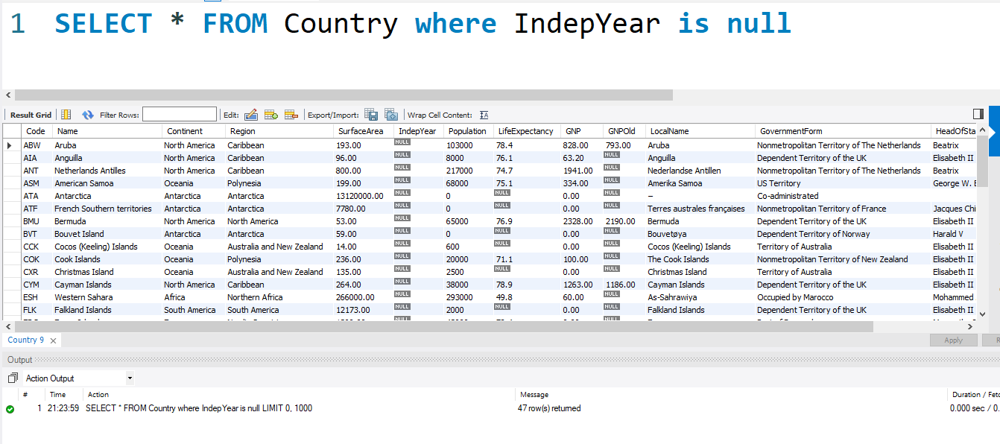 1 SELECT * FROM Country where IndepYear is null
Result Grid Filter Rows: Edit: Export/Import: Wrap Cell Content:
Code Name Continent Region SurfaceArea IndepYear Population LifeExpectancy GNP GNPOld LocalName GovernmentForm HeadOfSta
ABW Aruba North America Caribbean 193.00 NULL 103000 78.4 828.00 793.00 Aruba Nonmetropolitan Territory of The Netherlands Beatrix
AIA Anguilla North America Caribbean 96.00 NULL 8000 76.1 63.20 NULL Anguilla Dependent Territory of the UK Elisabeth II
ANT Netherlands Antilles North America Caribbean 800.00 NULL 217000 74.7 1941.00 NULL Nederlandse Antillen Nonmetropolitan Territory of The Netherlands Beatrix
ASM American Samoa Oceania Polynesia 199.00 NULL 68000 75.1 334.00 NULL Amerika Samoa US Territory George W. B
ATA Antarctica Antarctica Antarctica 13120000.00 NULL 0 NULL 0.00 NULL – Co-administrated
ATF French Southern territories Antarctica Antarctica 7780.00 NULL 0 NULL 0.00 NULL Terres australes françaises Nonmetropolitan Territory of France Jacques Chi
BMU Bermuda North America North America 53.00 NULL 65000 76.9 2328.00 2190.00 Bermuda Dependent Territory of the UK Elisabeth II
BVT Bouvet Island Antarctica Antarctica 59.00 NULL 0 NULL 0.00 NULL Bouvetøya Dependent Territory of Norway Harald V
CCK Cocos (Keeling) Islands Oceania Australia and New Zealand 14.00 NULL 600 NULL 0.00 NULL Cocos (Keeling) Islands Territory of Australia Elisabeth II
COK Cook Islands Oceania Polynesia 236.00 NULL 20000 71.1 100.00 NULL The Cook Islands Nonmetropolitan Territory of New Zealand Elisabeth II
CXR Christmas Island Oceania Australia and New Zealand 135.00 NULL 2500 NULL 0.00 NULL Christmas Island Territory of Australia Elisabeth II
CYM Cayman Islands North America Caribbean 264.00 NULL 38000 78.9 1263.00 1186.00 Cayman Islands Dependent Territory of the UK Elisabeth II
ESH Western Sahara Africa Northern Africa 266000.00 NULL 293000 49.8 60.00 NULL As-Sahrawiya Occupied by Marocco Mohammed
FLK Falkland Islands South America South America 12173.00 NULL 2000 NULL 0.00 NULL Falkland Islands Dependent Territory of the UK Elisabeth II
Country 9 Apply
Output
Action Output
# Time Action Message Duration / Fetc
1 21:23:59 SELECT * FROM Country where IndepYear is null LIMIT 0, 1000 47 row(s) returned 0.000 sec / 0.